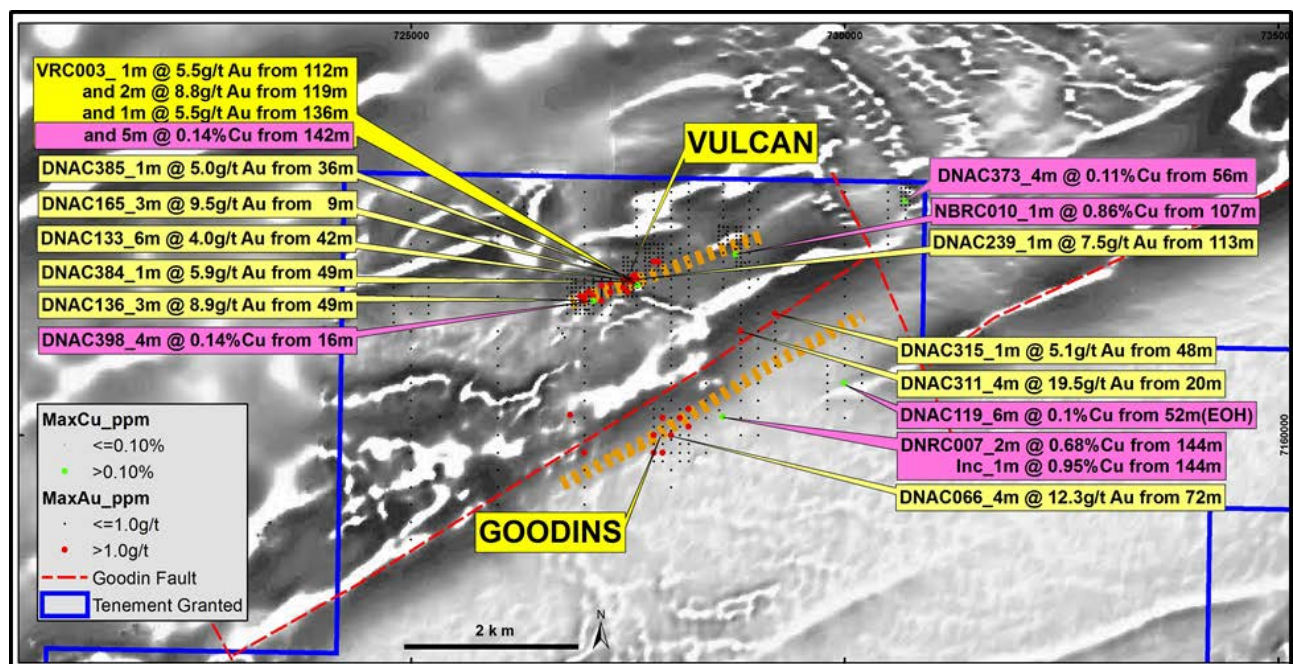 725000
730000
735000
VRC003_ 1m @ 5.5g/t Au from 112m
and 2m @ 8.8g/t Au from 119m
and 1m @ 5.5g/t Au from 136m
and 5m @ 0.14%Cu from 142m
DNAC385_1m @ 5.0g/t Au from 36m
DNAC165_3m @ 9.5g/t Au from 9m
DNAC133_6m @ 4.0g/t Au from 42m
DNAC384_1m @ 5.9g/t Au from 49m
DNAC136_3m @ 8.9g/t Au from 49m
DNAC398_4m @ 0.14%Cu from 16m
VULCAN
DNAC373_4m @ 0.11%Cu from 56m
NBRC010_1m @ 0.86%Cu from 107m
DNAC239_1m @ 7.5g/t Au from 113m
DNAC315_1m @ 5.1g/t Au from 48m
DNAC311_4m @ 19.5g/t Au from 20m
DNAC119_6m @ 0.1%Cu from 52m(EOH)
DNRC007_2m @ 0.68%Cu from 144m
Inc_1m @ 0.95%Cu from 144m
DNAC066_4m @ 12.3g/t Au from 72m
7160000
GOODINS
MaxCu_ppm
<=0.10%
>0.10%
MaxAu_ppm
<=1.0g/t
>1.0g/t
Goodin Fault
Tenement Granted
2 km
N